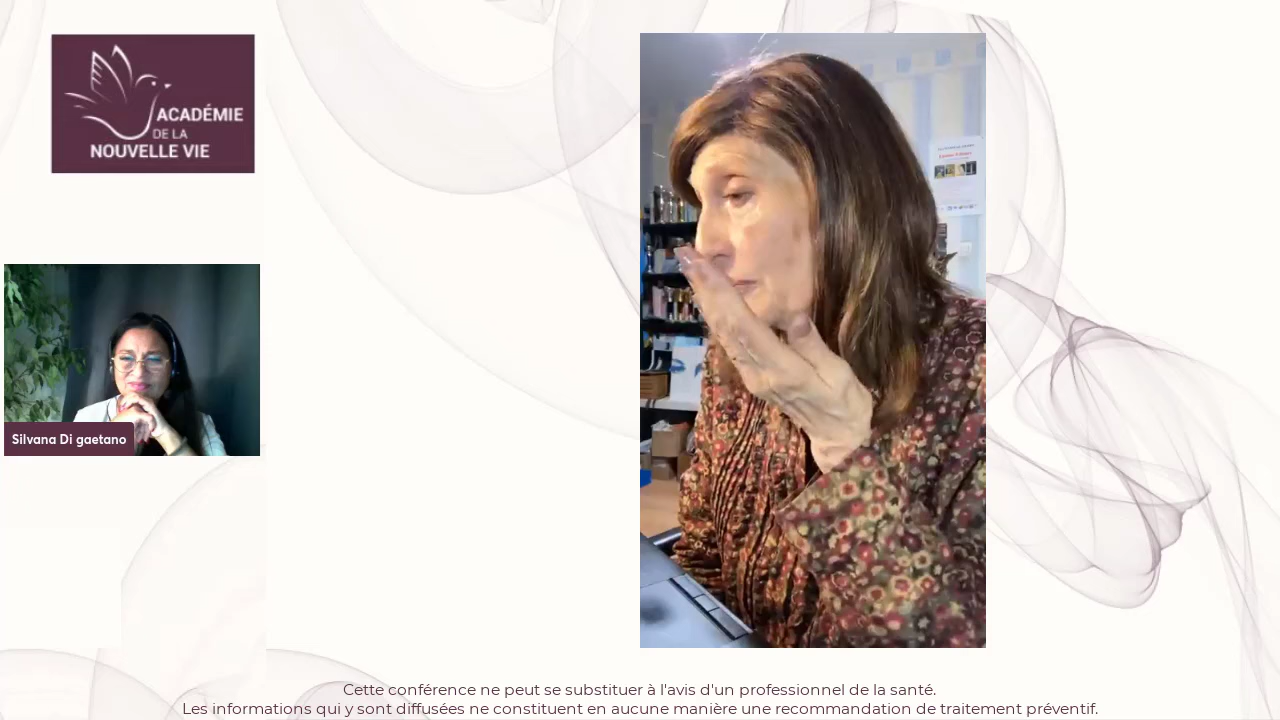 ACADÉMIE
DE LA
NOUVELLE VIE
Silvana Di gaetano
Cette conférence ne peut se substituer à l'avis d'un professionnel de la santé.
Les informations qui y sont diffusées ne constituent en aucune manière une recommandation de traitement préventif.